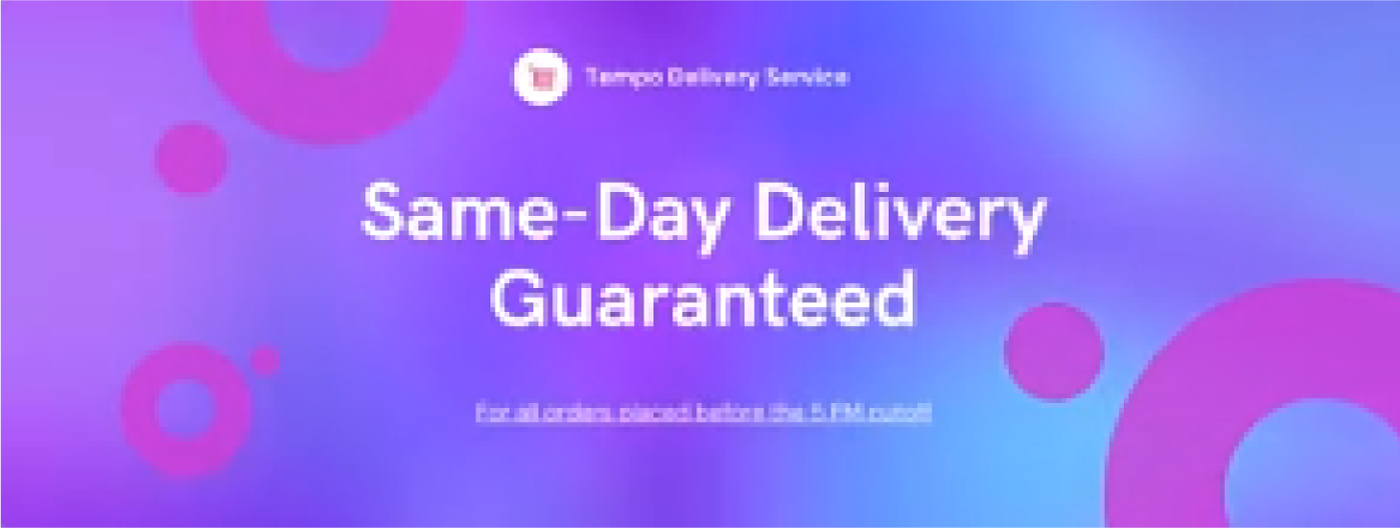 Tempo Delivery Service
Same-Day Delivery
Guaranteed
For all orders placed before the 5 PM cutoff